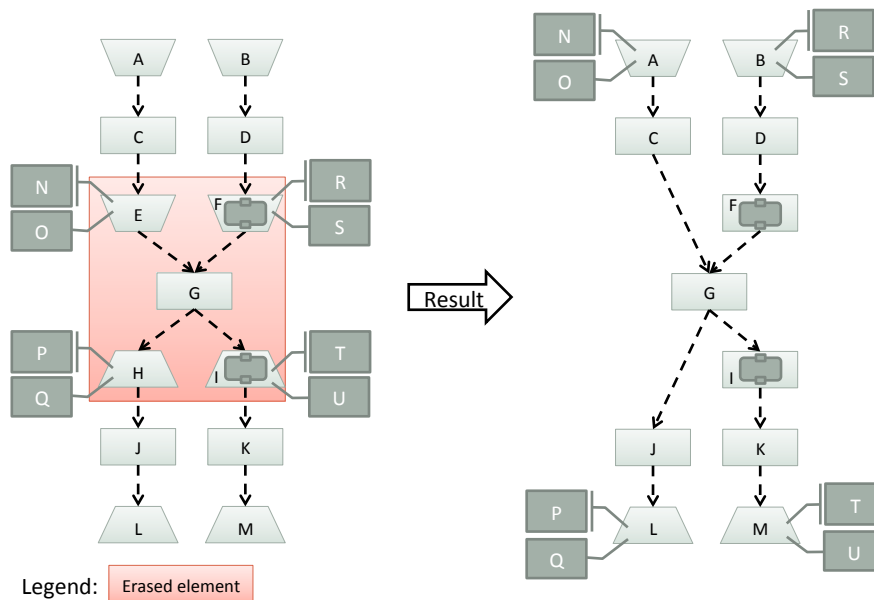 A B
N A B R
O S
C D
C D
N E F R
O S
F
G
G
Result
P H I T
Q U
I
J K
J K
L M
P L M T
Q U
Legend: Erased element